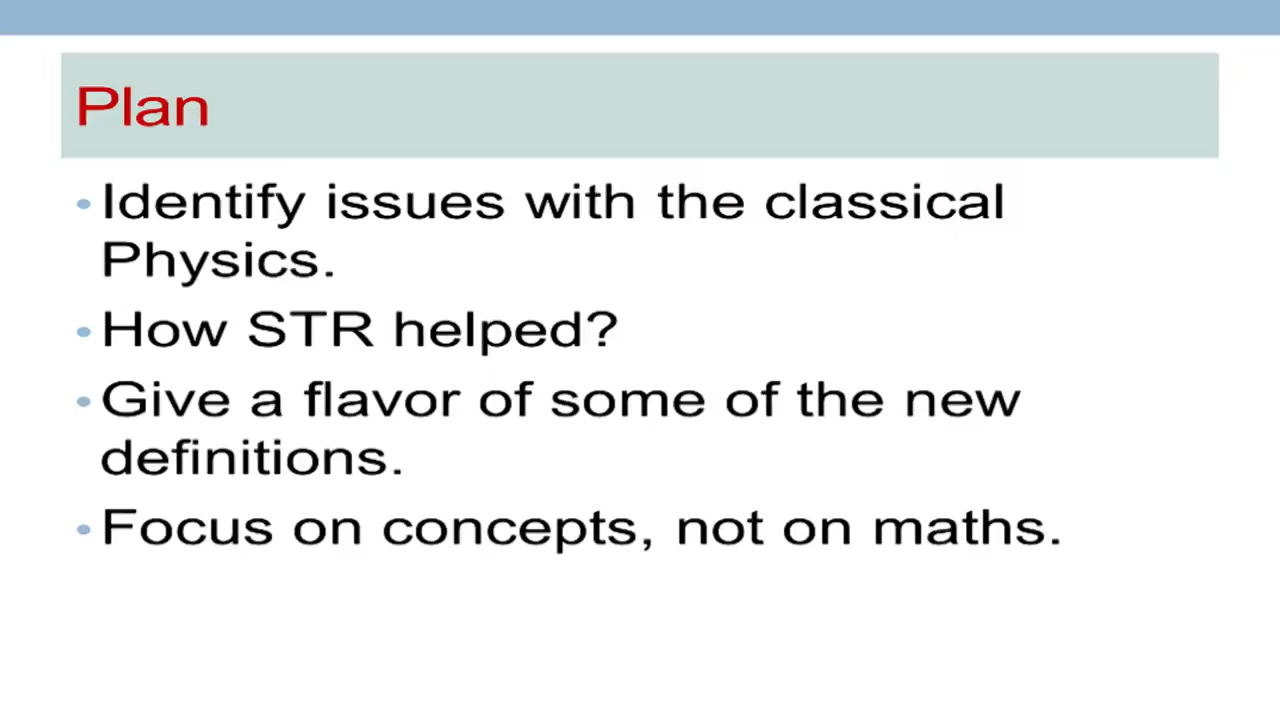 Plan
• Identify issues with the classical
Physics.
• How STR helped?
• Give a flavor of some of the new
definitions.
• Focus on concepts, not on maths.